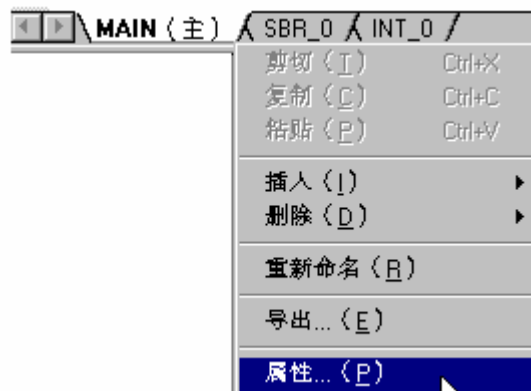 MAIN（主） SBR_0 INT_0
剪切（T） Ctrl+X
复制（C） Ctrl+C
粘贴（P） Ctrl+V
插入（I）
删除（D）
重新命名（R）
导出...（E）
属性...（P）